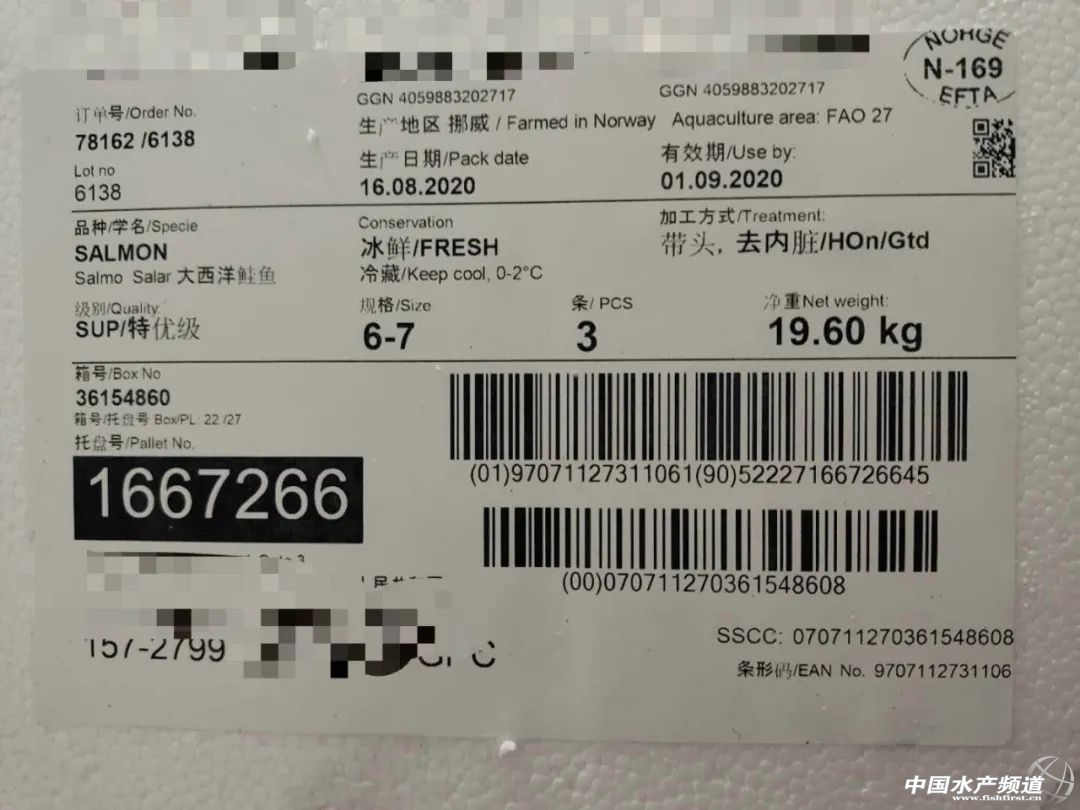 NORGE
N-169
EFTA
订单号/Order No.
78162 /6138
Lot no
6138
GGN 4059883202717
生产地区 挪威 / Farmed in Norway
生产日期/Pack date
16.08.2020
GGN 4059883202717
Aquaculture area: FAO 27
有效期/Use by:
01.09.2020
品种/学名/Specie
SALMON
Salmo Salar 大西洋鲑鱼
Conservation
冰鲜/FRESH
冷藏/Keep cool, 0-2°C
加工方式/Treatment:
带头, 去内脏/HOn/Gtd
级别/Quality:
SUP/特优级
规格/Size
6-7
条/ PCS
3
净重Net weight:
19.60 kg
箱号/Box No
36154860
箱号/托盘号 Box/PL: 22 /27
托盘号/Pallet No.
1667266
(01)97071127311061(90)52227166726645
(00)070711270361548608
157-2799
SSCC: 070711270361548608
条形码/EAN No. 9707112731106
中国水产频道
www.fishfirst.cn